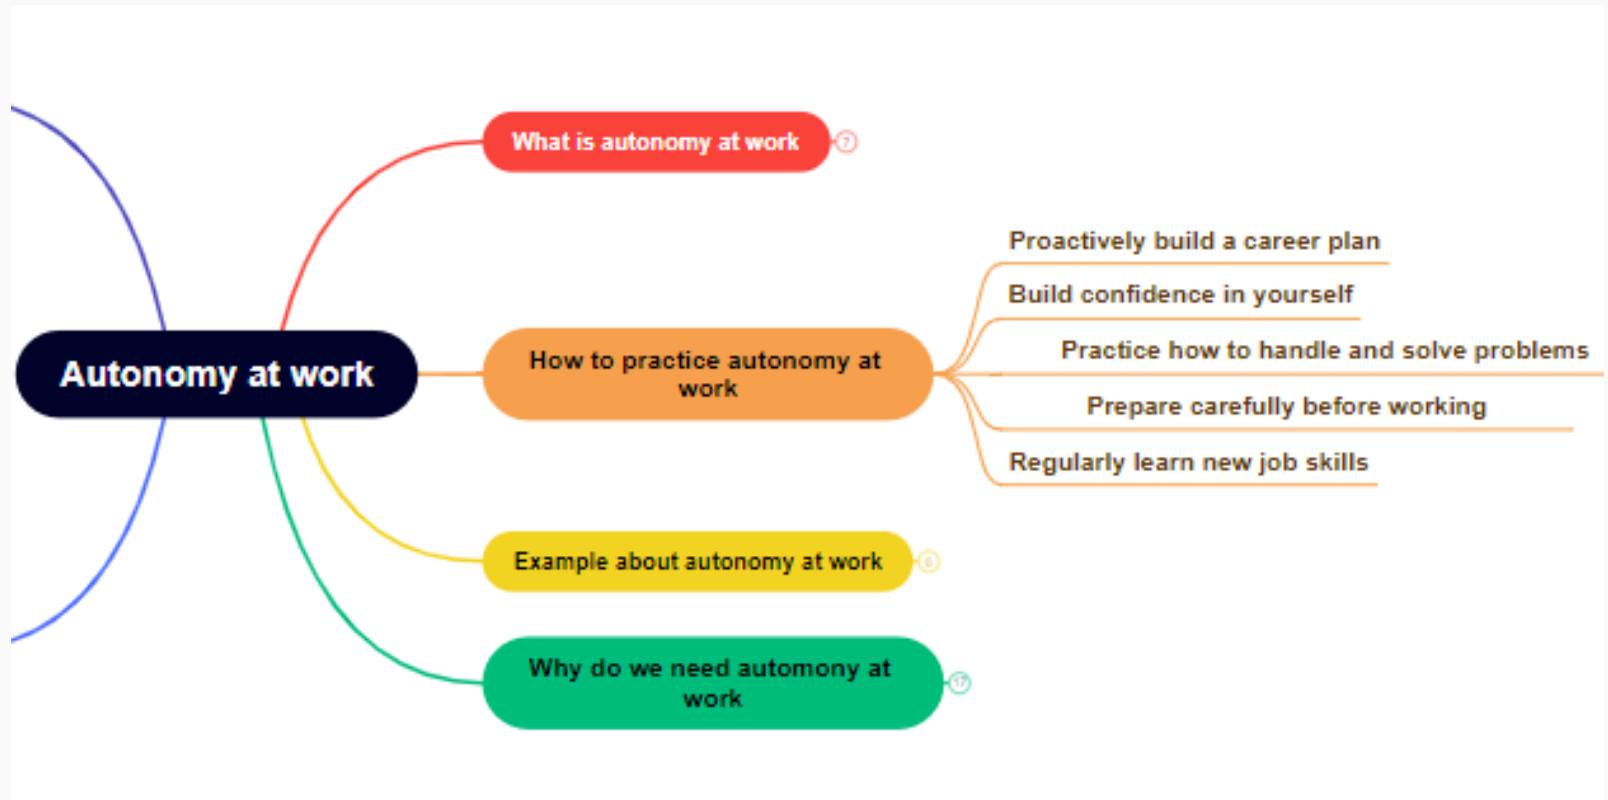 What is autonomy at work
7
Proactively build a career plan
Build confidence in yourself
Practice how to handle and solve problems
Autonomy at work
How to practice autonomy at
work
Prepare carefully before working
Regularly learn new job skills
Example about autonomy at work
Why do we need automony at
work
17